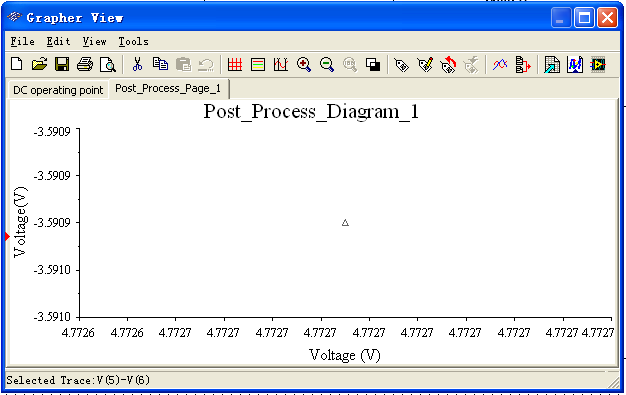 Grapher View
File Edit View Tools
DC operating point Post_Process_Page_1
Post_Process_Diagram_1
Voltage(V)
-3.5909
-3.5909
-3.5909
-3.5910
-3.5910
4.7726 4.7726 4.7727 4.7727 4.7727 4.7727 4.7727 4.7727 4.7727 4.7727 4.7727 4.7727
Voltage (V)
Selected Trace:V(5)-V(6)